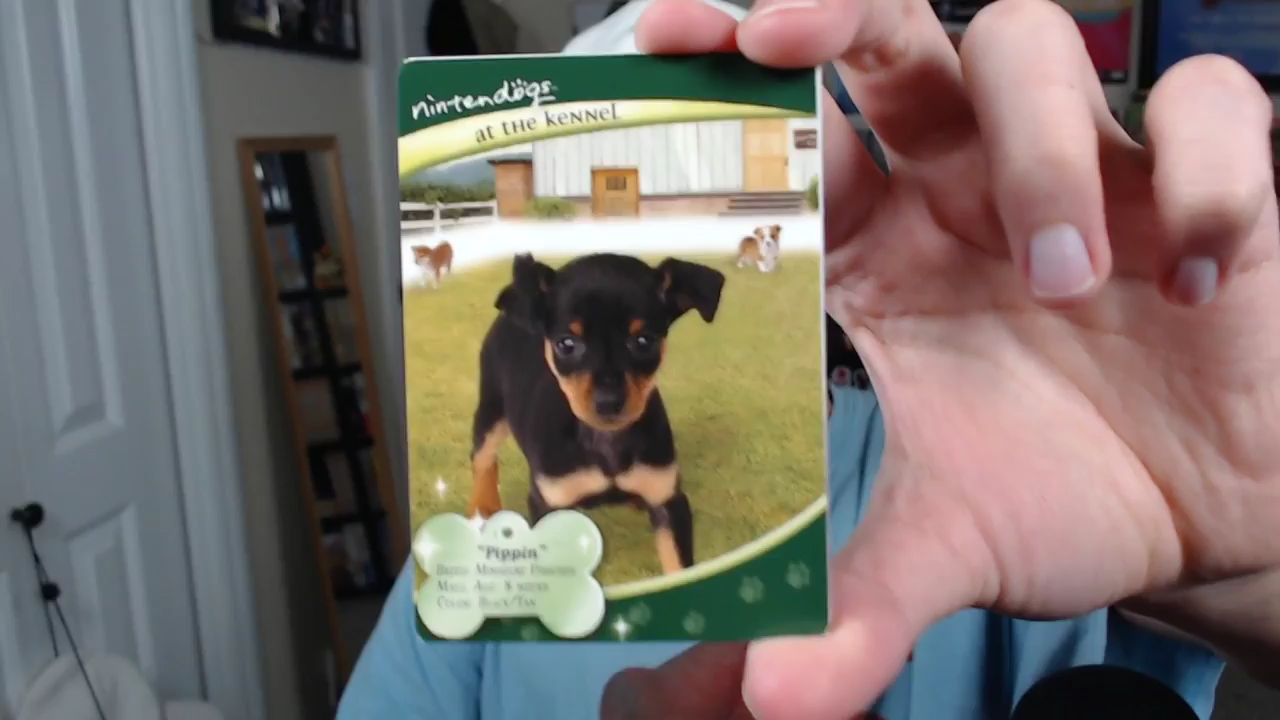 nintendogs
at the kennel
"Pippin"
Breed: Miniature Pinscher
Male Age: 8 weeks
Color: Black/Tan